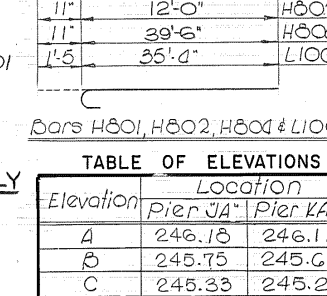 11" 12'-0" H80
11" 39'-6" H80
1'-5 35'-4" L10
Bars H801, H802, H804 & L10
TABLE OF ELEVATIONS
Elevation Location
Pier "JA" Pier KA
A 246.18 246.1
B 245.75 245.6
C 245.33 245.2